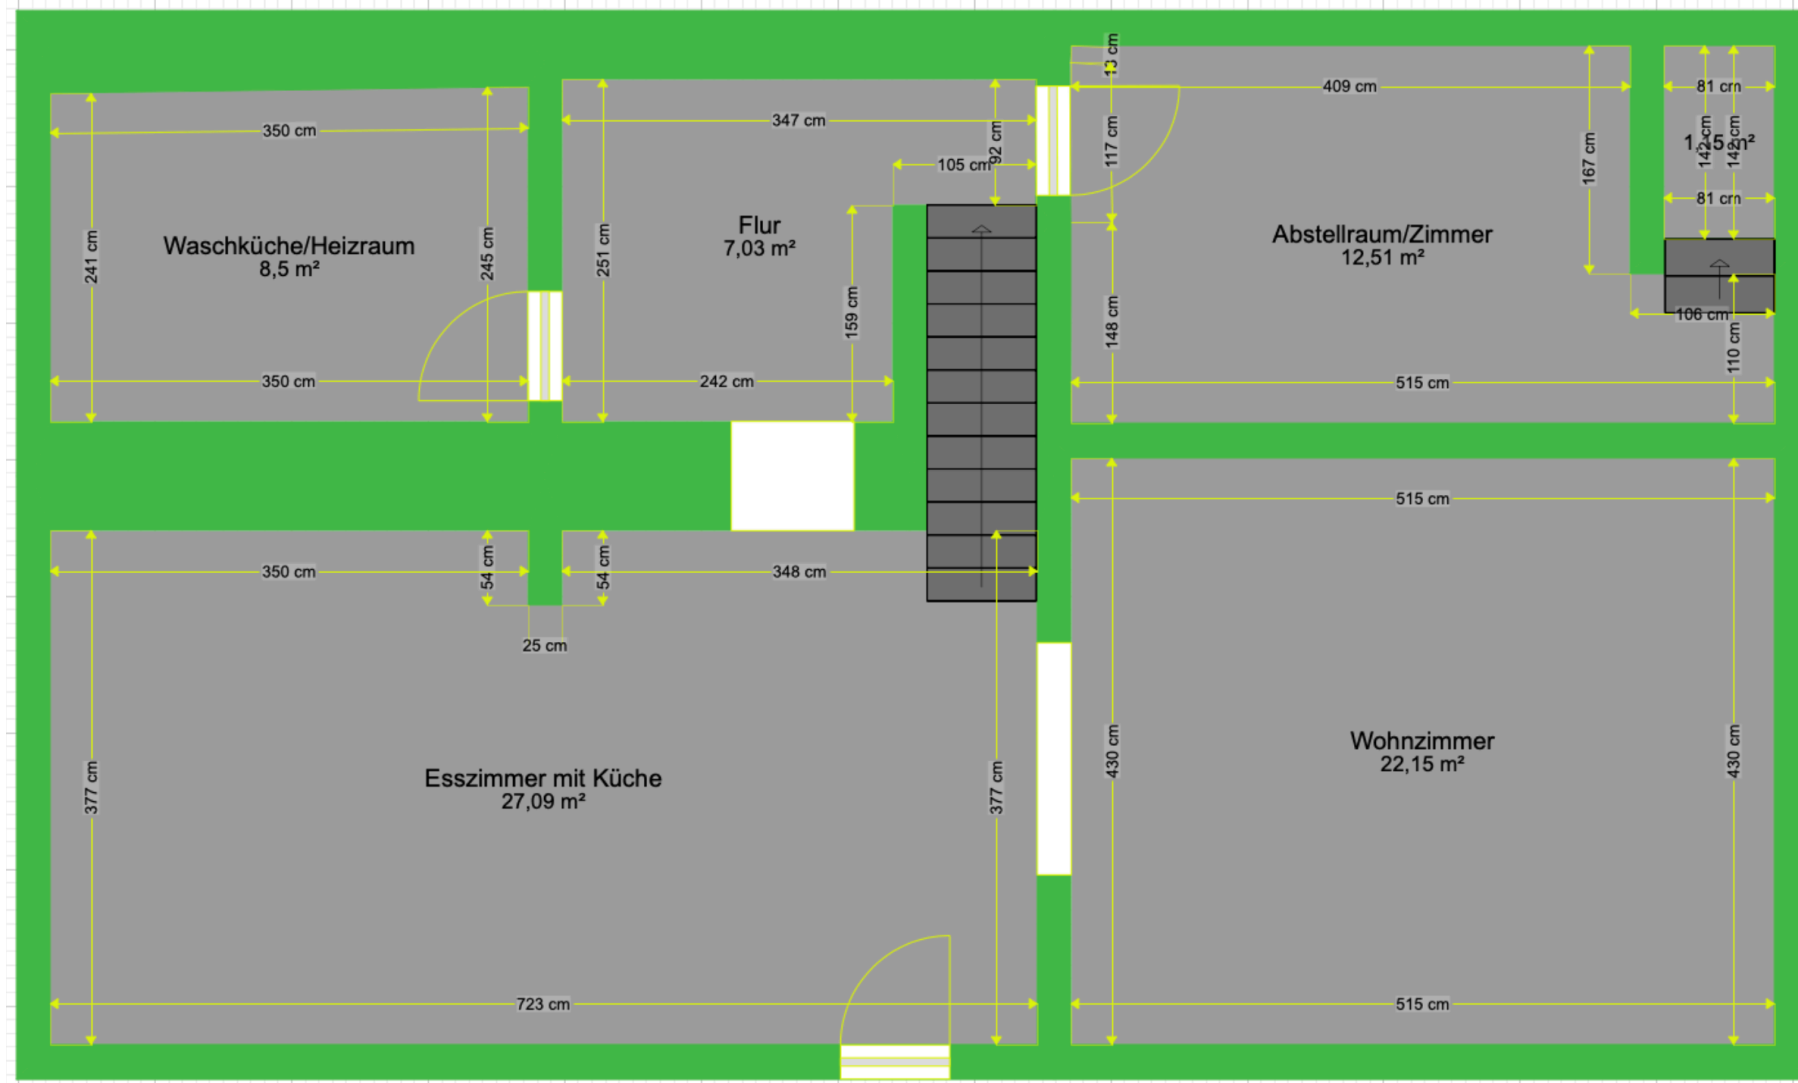 13 cm
409 cm
81 cm
350 cm
347 cm
92 cm
105 cm
117 cm
167 cm
142 cm
142 cm
1,15 m²
81 cm
Waschküche/Heizraum
8,5 m²
241 cm
245 cm
251 cm
Flur
7,03 m²
159 cm
Abstellraum/Zimmer
12,51 m²
148 cm
106 cm
110 cm
350 cm
242 cm
515 cm
515 cm
350 cm
54 cm
54 cm
348 cm
25 cm
377 cm
Esszimmer mit Küche
27,09 m²
377 cm
430 cm
Wohnzimmer
22,15 m²
430 cm
723 cm
515 cm